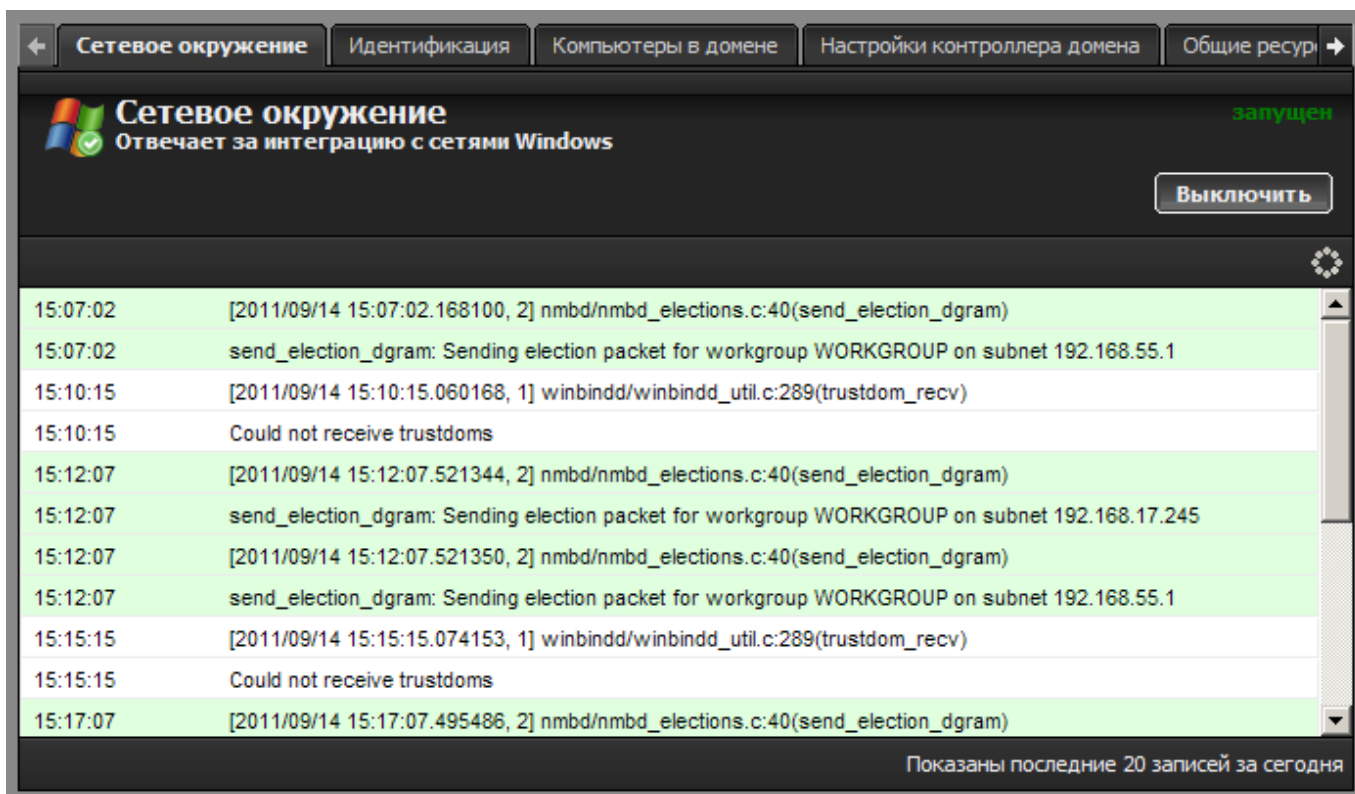 Сетевое окружение Идентификация Компьютеры в домене Настройки контроллера домена Общие ресур
Сетевое окружение
запущен
Отвечает за интеграцию с сетями Windows
Выключить
15:07:02 [2011/09/14 15:07:02.168100, 2] nmbd/nmbd_elections.c:40(send_election_dgram)
15:07:02 send_election_dgram: Sending election packet for workgroup WORKGROUP on subnet 192.168.55.1
15:10:15 [2011/09/14 15:10:15.060168, 1] winbindd/winbindd_util.c:289(trustdom_recv)
15:10:15 Could not receive trustdoms
15:12:07 [2011/09/14 15:12:07.521344, 2] nmbd/nmbd_elections.c:40(send_election_dgram)
15:12:07 send_election_dgram: Sending election packet for workgroup WORKGROUP on subnet 192.168.17.245
15:12:07 [2011/09/14 15:12:07.521350, 2] nmbd/nmbd_elections.c:40(send_election_dgram)
15:12:07 send_election_dgram: Sending election packet for workgroup WORKGROUP on subnet 192.168.55.1
15:15:15 [2011/09/14 15:15:15.074153, 1] winbindd/winbindd_util.c:289(trustdom_recv)
15:15:15 Could not receive trustdoms
15:17:07 [2011/09/14 15:17:07.495486, 2] nmbd/nmbd_elections.c:40(send_election_dgram)
Показаны последние 20 записей за сегодня